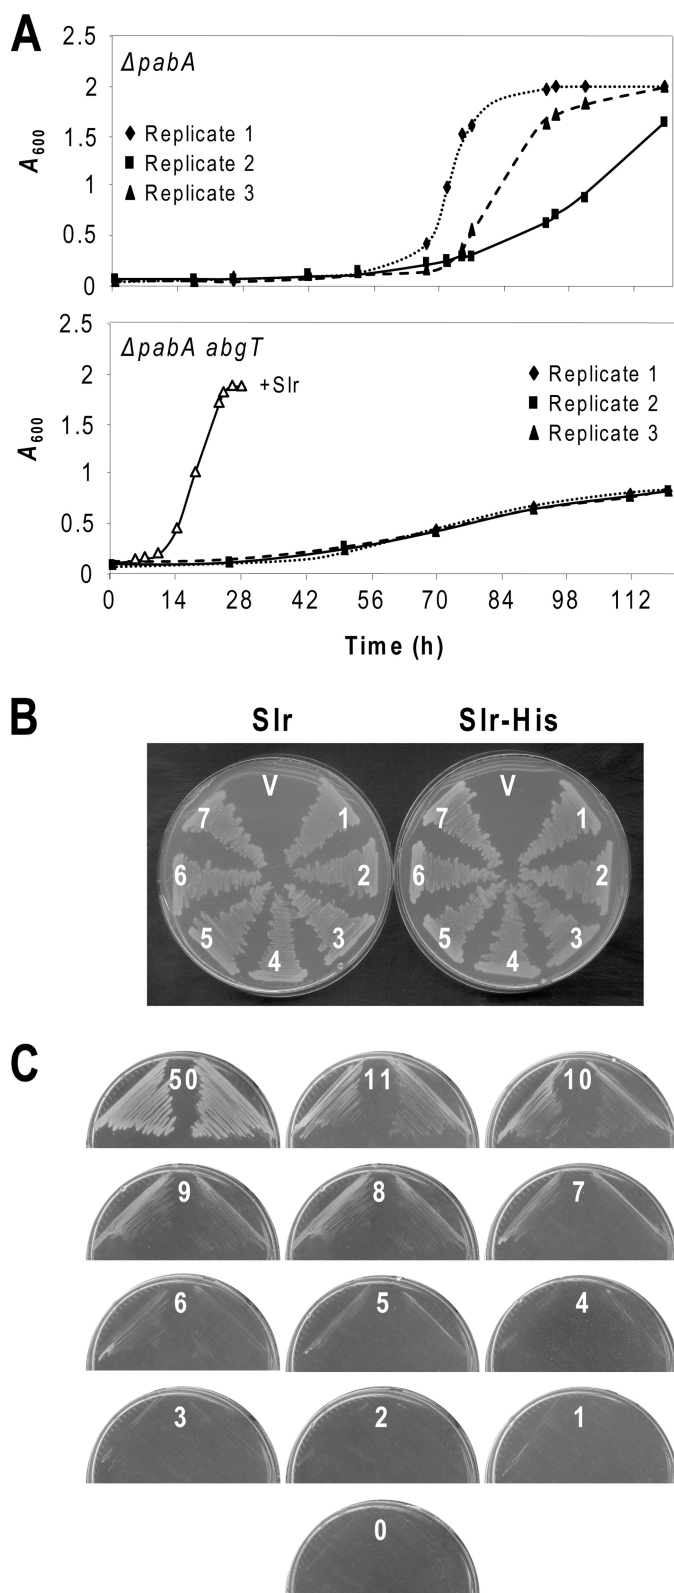 A
ΔpabA
Replicate 1
Replicate 2
Replicate 3
A600
2.5
2
1.5
1
0.5
0
ΔpabA abgT
+Slr
Replicate 1
Replicate 2
Replicate 3
A600
2.5
2
1.5
1
0.5
0
0 14 28 42 56 70 84 98 112
Time (h)
B
Slr Slr-His
V 1 2 3 4 5 6 7
V 1 2 3 4 5 6 7
C
50 11 10
9 8 7
6 5 4
3 2 1
0